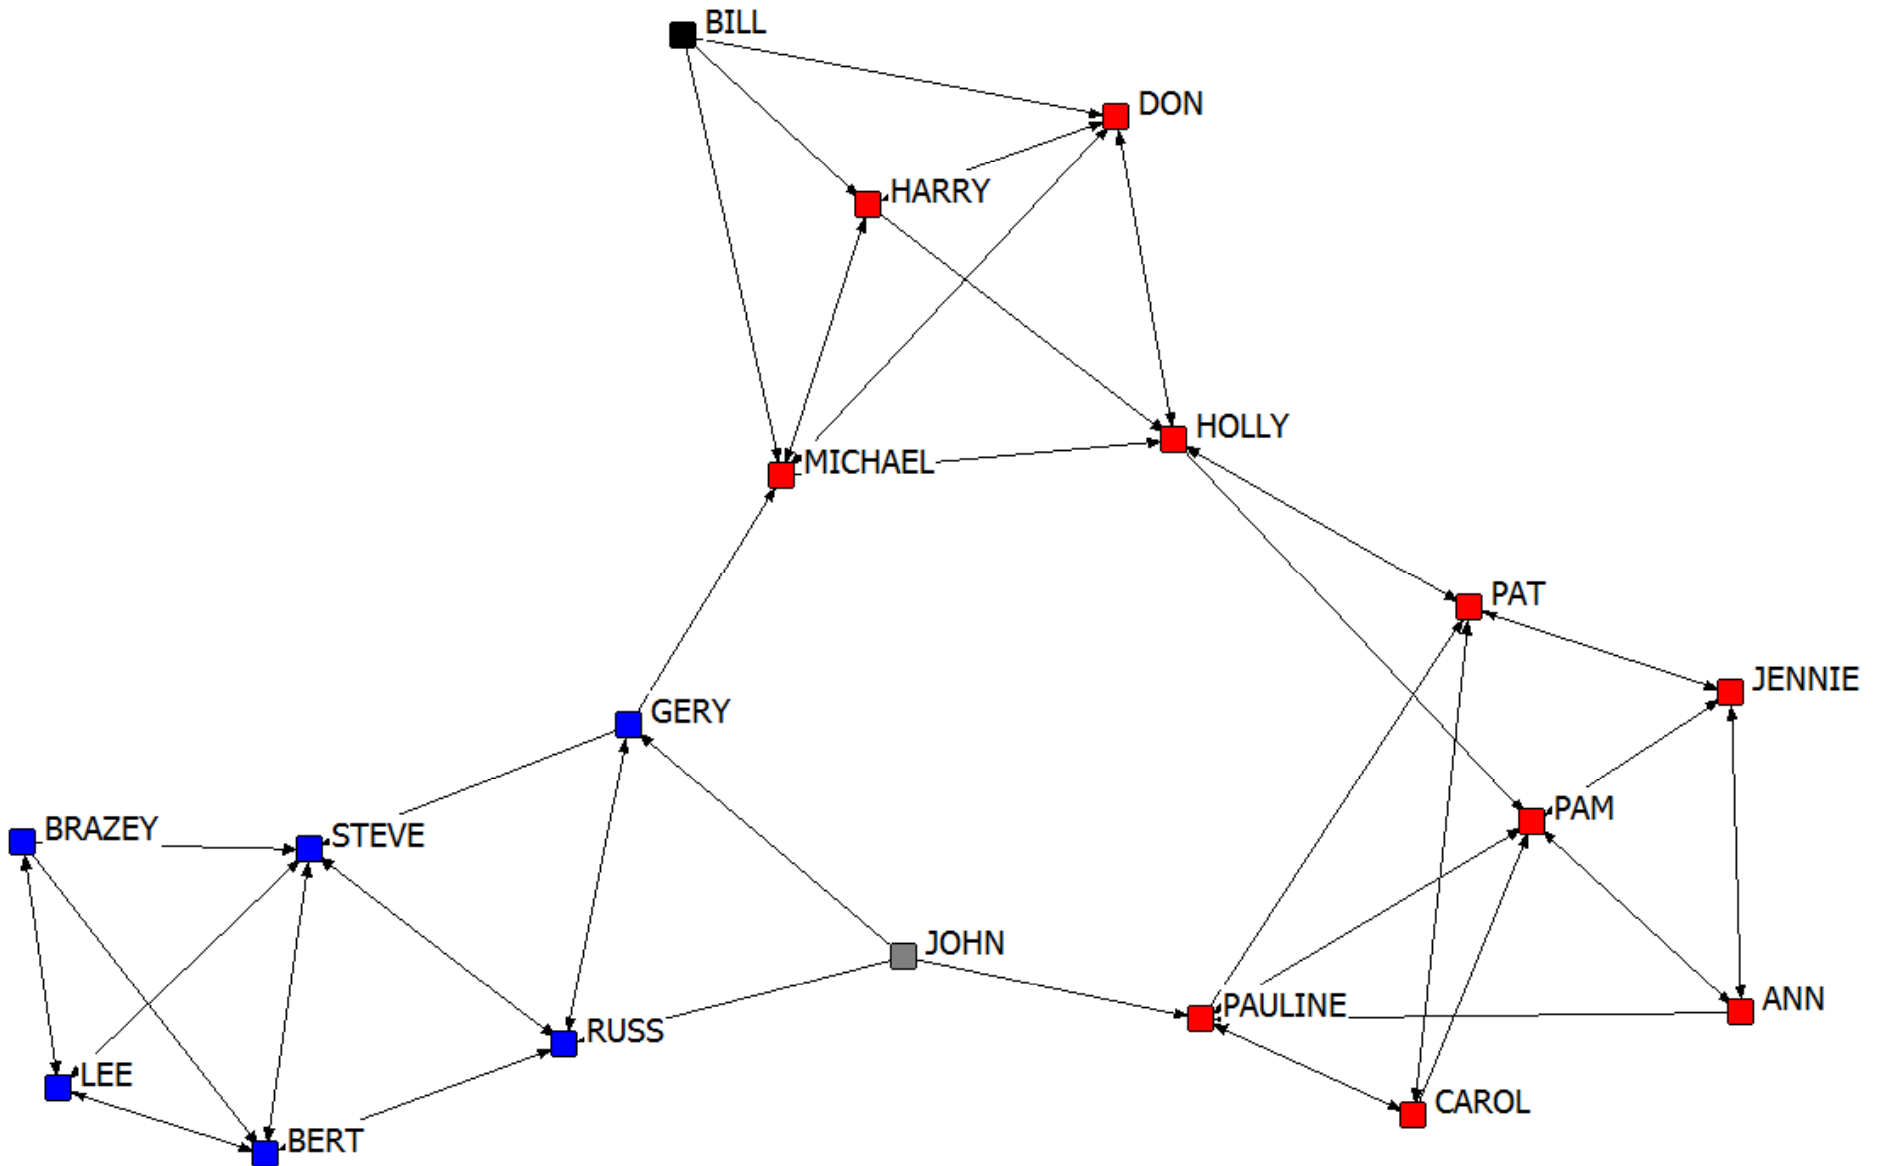 BILL
DON
HARRY
HOLLY
MICHAEL
PAT
JENNIE
GERY
PAM
BRAZEY
STEVE
JOHN
ANN
PAULINE
RUSS
LEE
CAROL
BERT